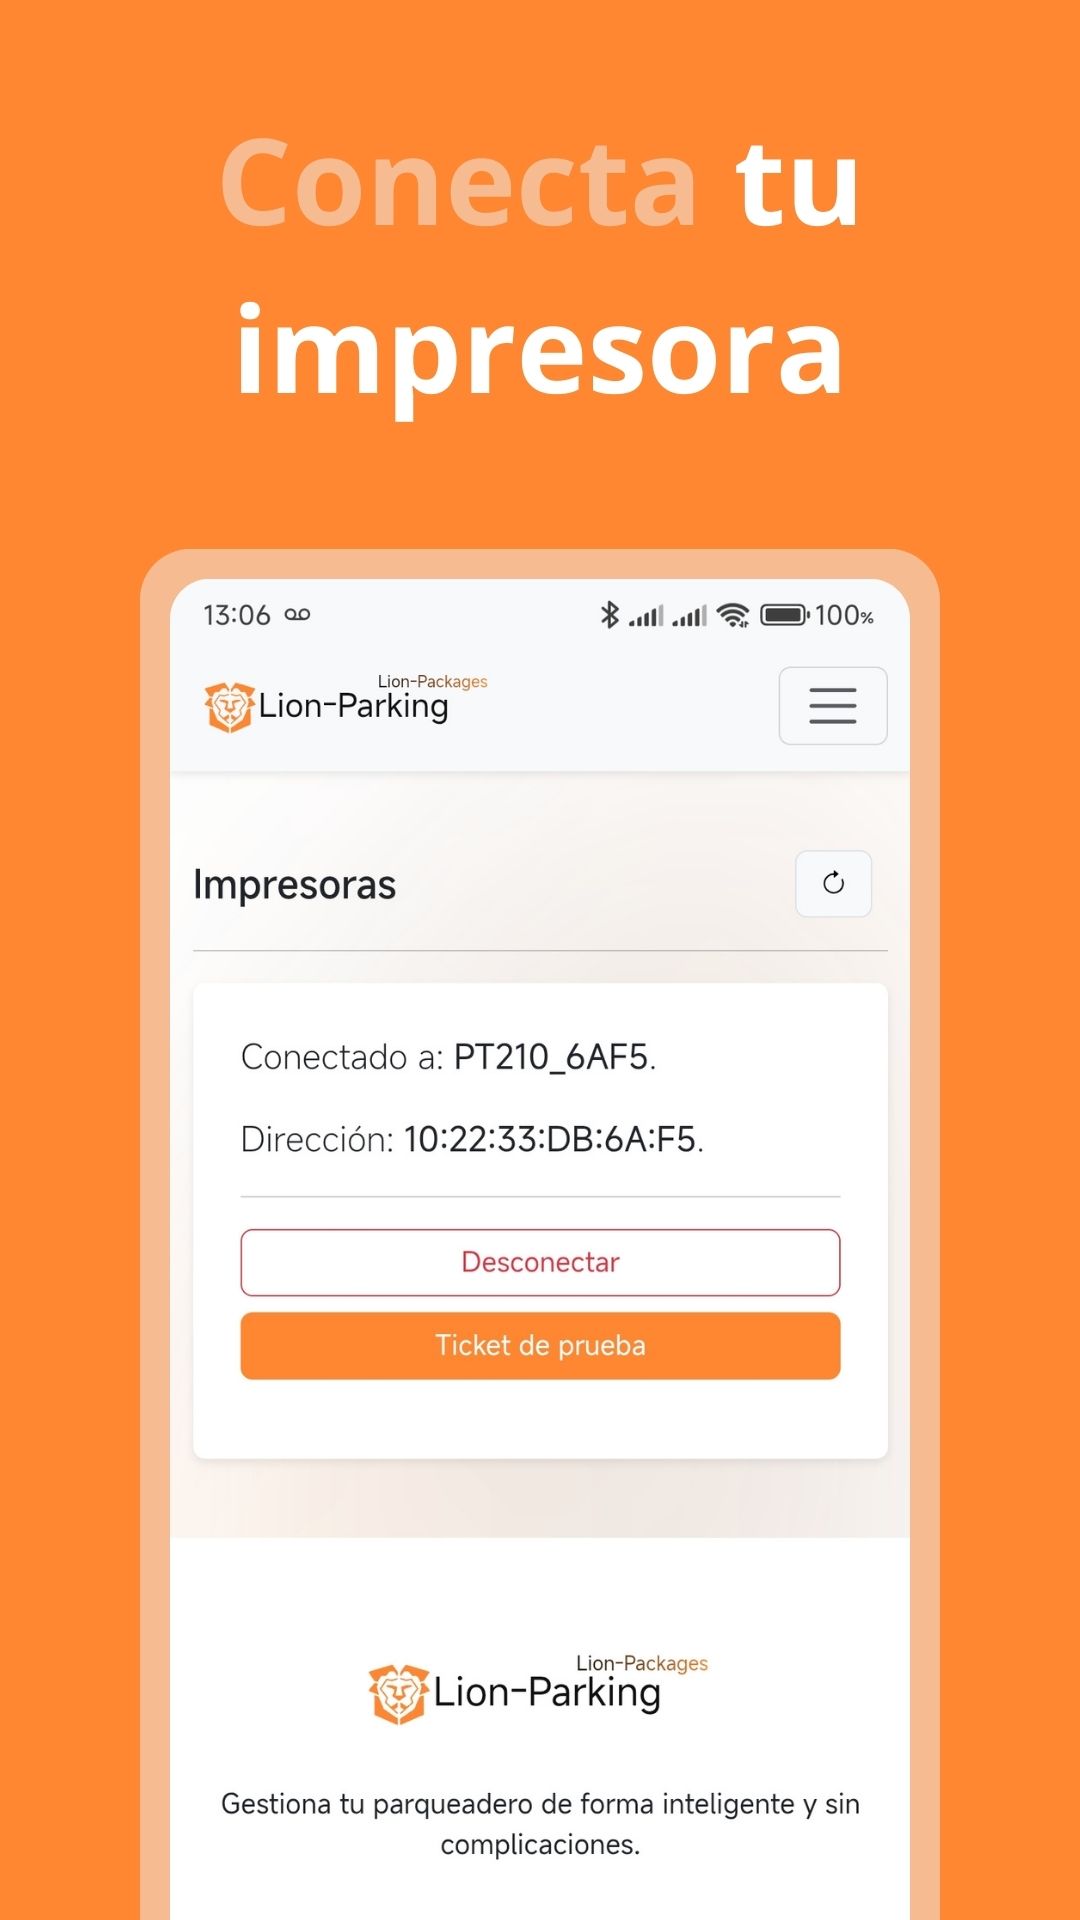 Conecta tu
impresora
13:06
100%
Lion-Packages
Lion-Parking
Impresoras
Conectado a: PT210_6AF5.
Dirección: 10:22:33:DB:6A:F5.
Desconectar
Ticket de prueba
Lion-Packages
Lion-Parking
Gestiona tu parqueadero de forma inteligente y sin
complicaciones.